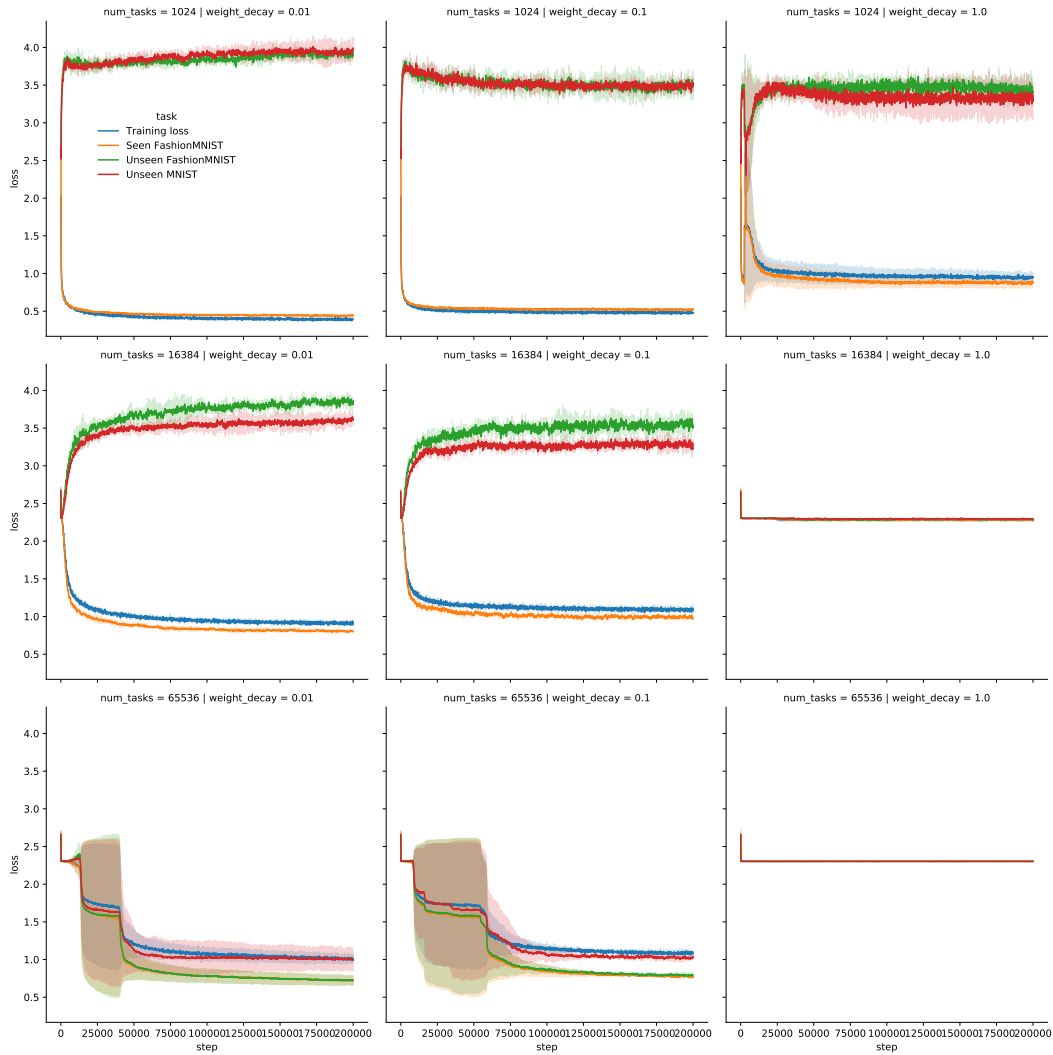 num_tasks = 1024 | weight_decay = 0.01
num_tasks = 1024 | weight_decay = 0.1
num_tasks = 1024 | weight_decay = 1.0
4.0
3.5
3.0
2.5
2.0
1.5
1.0
0.5
loss
task
Training loss
Seen FashionMNIST
Unseen FashionMNIST
Unseen MNIST
num_tasks = 16384 | weight_decay = 0.01
num_tasks = 16384 | weight_decay = 0.1
num_tasks = 16384 | weight_decay = 1.0
4.0
3.5
3.0
2.5
2.0
1.5
1.0
0.5
loss
num_tasks = 65536 | weight_decay = 0.01
num_tasks = 65536 | weight_decay = 0.1
num_tasks = 65536 | weight_decay = 1.0
4.0
3.5
3.0
2.5
2.0
1.5
1.0
0.5
loss
0 25000 50000 75000 100000 125000 150000 175000 200000
0 25000 50000 75000 100000 125000 150000 175000 200000
0 25000 50000 75000 100000 125000 150000 175000 200000
step
step
step